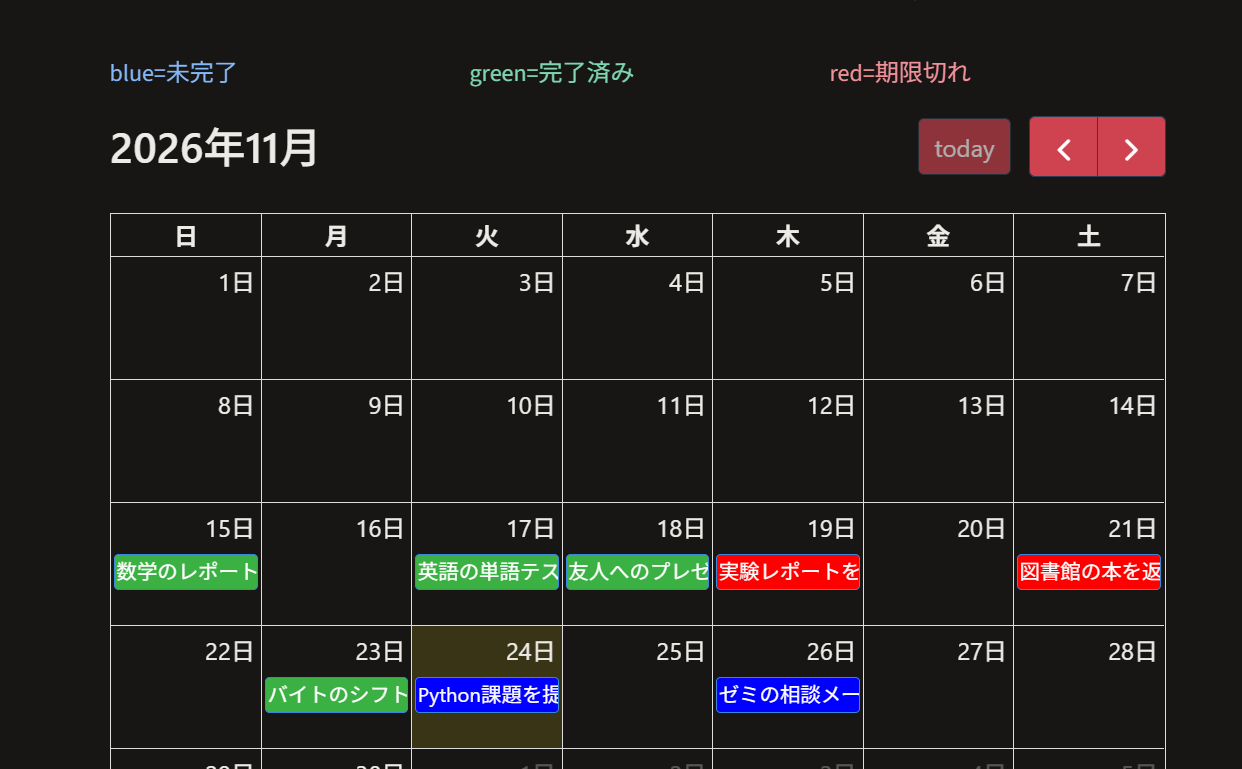 blue=未完了 green=完了済み red=期限切れ
2026年11月 today
日 月 火 水 木 金 土
1日 2日 3日 4日 5日 6日 7日
8日 9日 10日 11日 12日 13日 14日
15日 16日 17日 18日 19日 20日 21日
数学のレポート 英語の単語テス 友人へのプレゼ 実験レポートを 図書館の本を返
22日 23日 24日 25日 26日 27日 28日
バイトのシフト Python課題を提 ゼミの相談メー